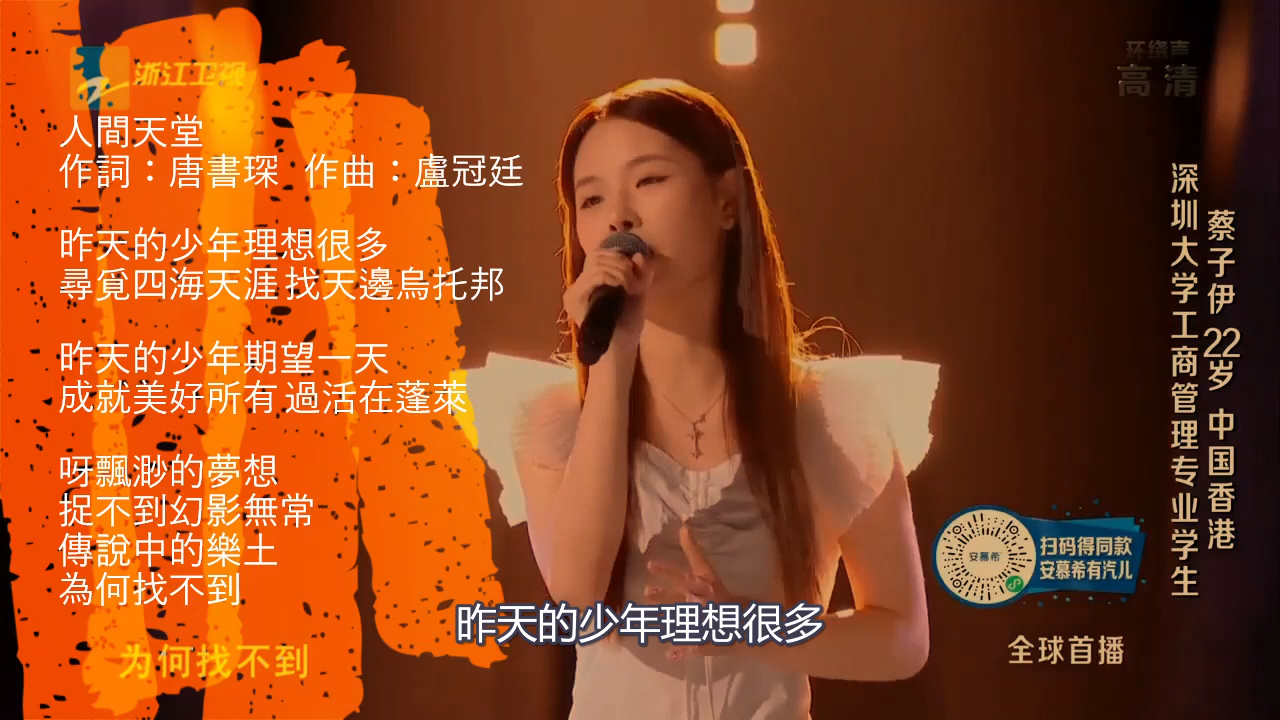 浙江卫视
环绕声
高清
人間天堂
作詞：唐書琛 作曲：盧冠廷
昨天的少年理想很多
尋覓四海天涯 找天邊烏托邦
昨天的少年期望一天
成就美好所有 過活在蓬萊
呀飄渺的夢想
捉不到幻影無常
傳說中的樂土
為何找不到
蔡子伊 22岁 中国香港
深圳大学工商管理专业学生
安慕希
扫码得同款
安慕希有汽儿
昨天的少年理想很多
为何找不到
全球首播